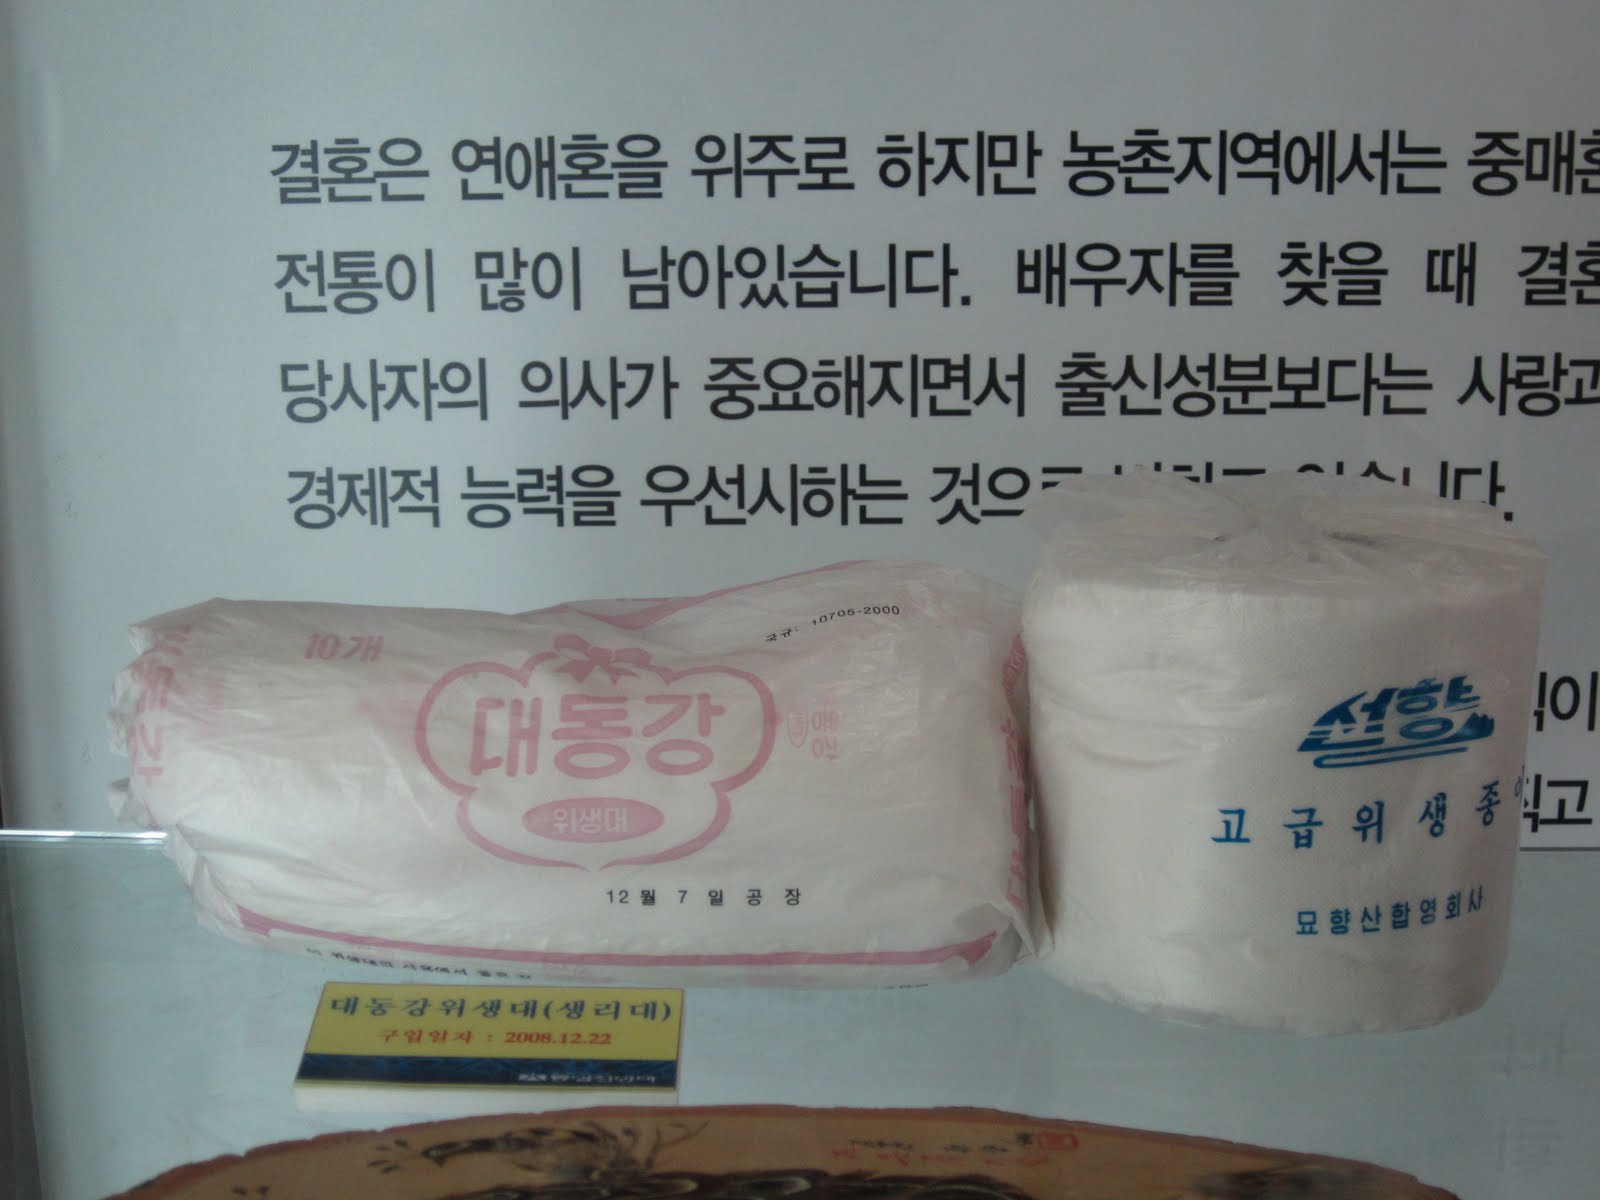 결혼은 연애혼을 위주로 하지만 농촌지역에서는 중매혼
전통이 많이 남아있습니다. 배우자를 찾을 때 결혼
당사자의 의사가 중요해지면서 출신성분보다는 사랑과
경제적 능력을 우선시하는 것으로
10개
국규: 10705-2000
대동강
위생대
12월 7일 공장
선향
고급위생종이
묘향산합영회사
대동강위생대(생리대)
구입일자 : 2008.12.22